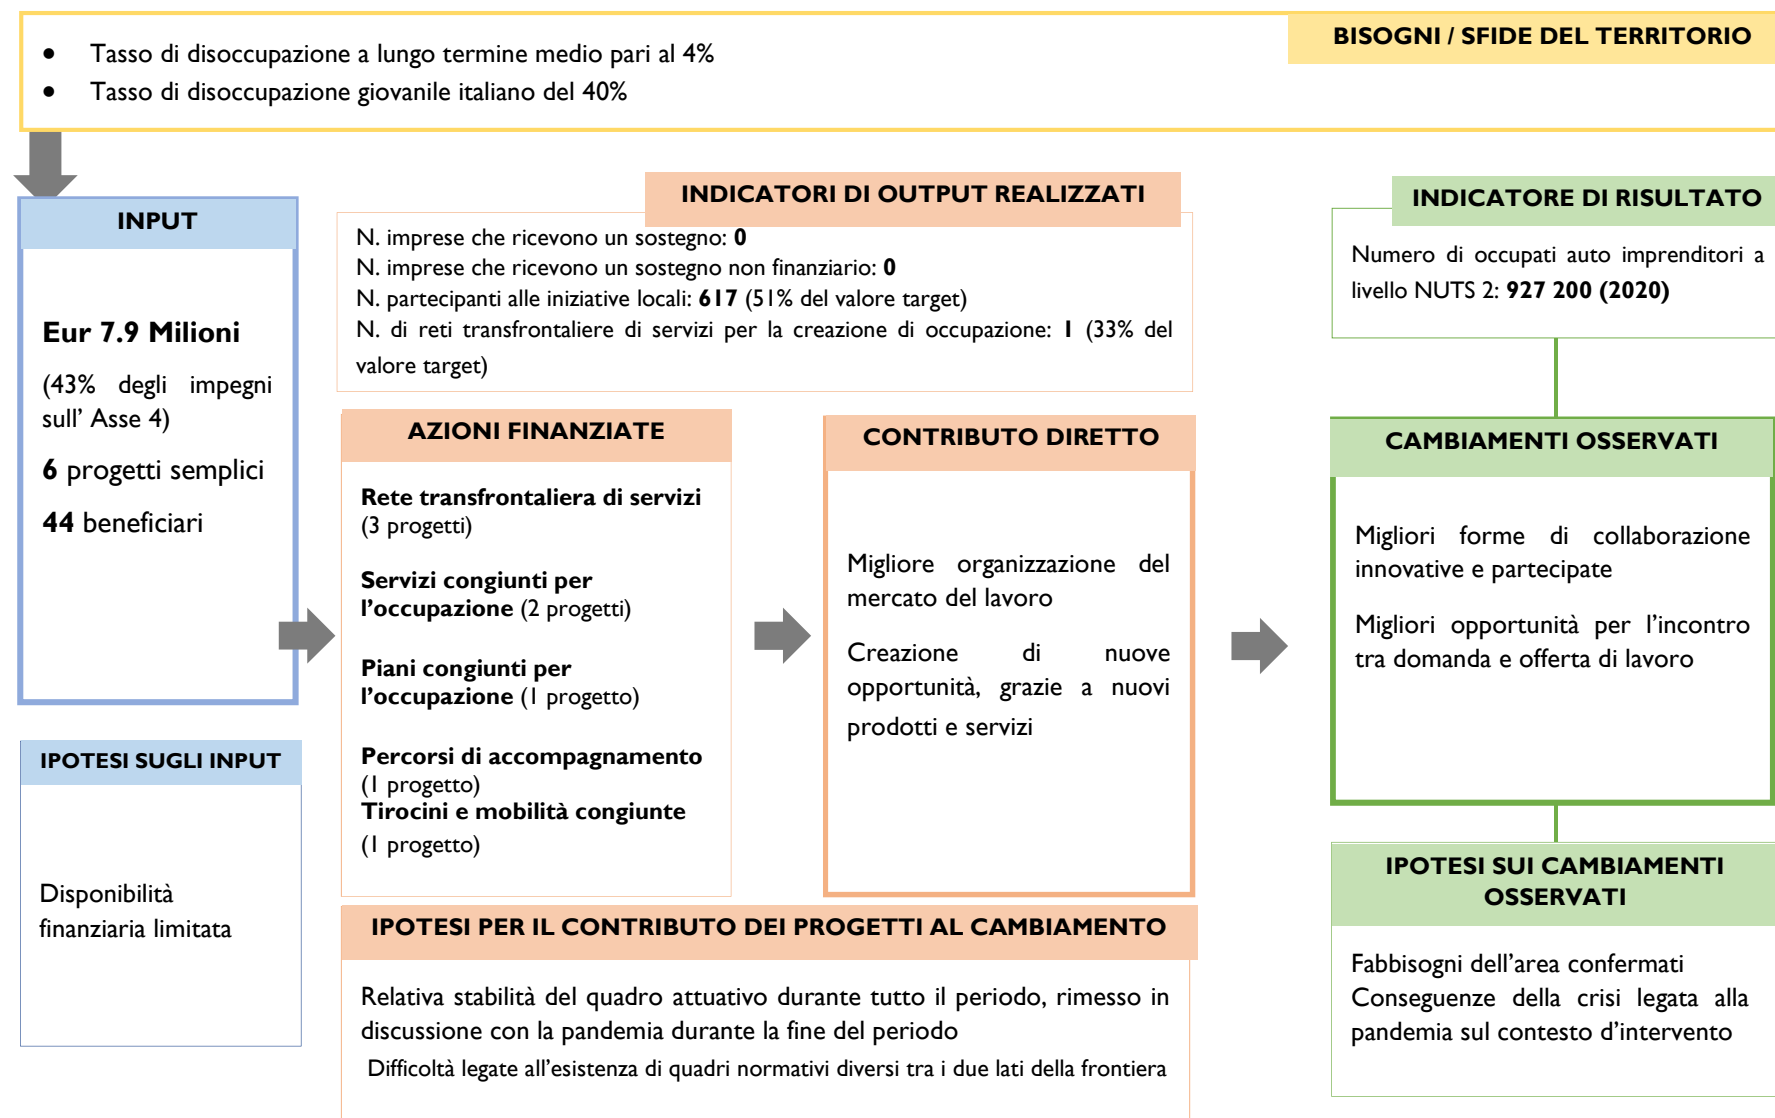 BISOGNI / SFIDE DEL TERRITORIO
• Tasso di disoccupazione a lungo termine medio pari al 4%
• Tasso di disoccupazione giovanile italiano del 40%
INPUT
Eur 7.9 Milioni
(43% degli impegni
sull' Asse 4)
6 progetti semplici
44 beneficiari
IPOTESI SUGLI INPUT
Disponibilità
finanziaria limitata
INDICATORI DI OUTPUT REALIZZATI
N. imprese che ricevono un sostegno: 0
N. imprese che ricevono un sostegno non finanziario: 0
N. partecipanti alle iniziative locali: 617 (51% del valore target)
N. di reti transfrontaliere di servizi per la creazione di occupazione: 1 (33% del
valore target)
AZIONI FINANZIATE
Rete transfrontaliera di servizi
(3 progetti)
Servizi congiunti per
l'occupazione (2 progetti)
Piani congiunti per
l'occupazione (1 progetto)
Percorsi di accompagnamento
(1 progetto)
Tirocini e mobilità congiunte
(1 progetto)
CONTRIBUTO DIRETTO
Migliore organizzazione del
mercato del lavoro
Creazione di nuove
opportunità, grazie a nuovi
prodotti e servizi
IPOTESI PER IL CONTRIBUTO DEI PROGETTI AL CAMBIAMENTO
Relativa stabilità del quadro attuativo durante tutto il periodo, rimesso in
discussione con la pandemia durante la fine del periodo
Difficoltà legate all'esistenza di quadri normativi diversi tra i due lati della frontiera
INDICATORE DI RISULTATO
Numero di occupati auto imprenditori a
livello NUTS 2: 927 200 (2020)
CAMBIAMENTI OSSERVATI
Migliori forme di collaborazione
innovative e partecipate
Migliori opportunità per l'incontro
tra domanda e offerta di lavoro
IPOTESI SUI CAMBIAMENTI
OSSERVATI
Fabbisogni dell'area confermati
Conseguenze della crisi legata alla
pandemia sul contesto d'intervento